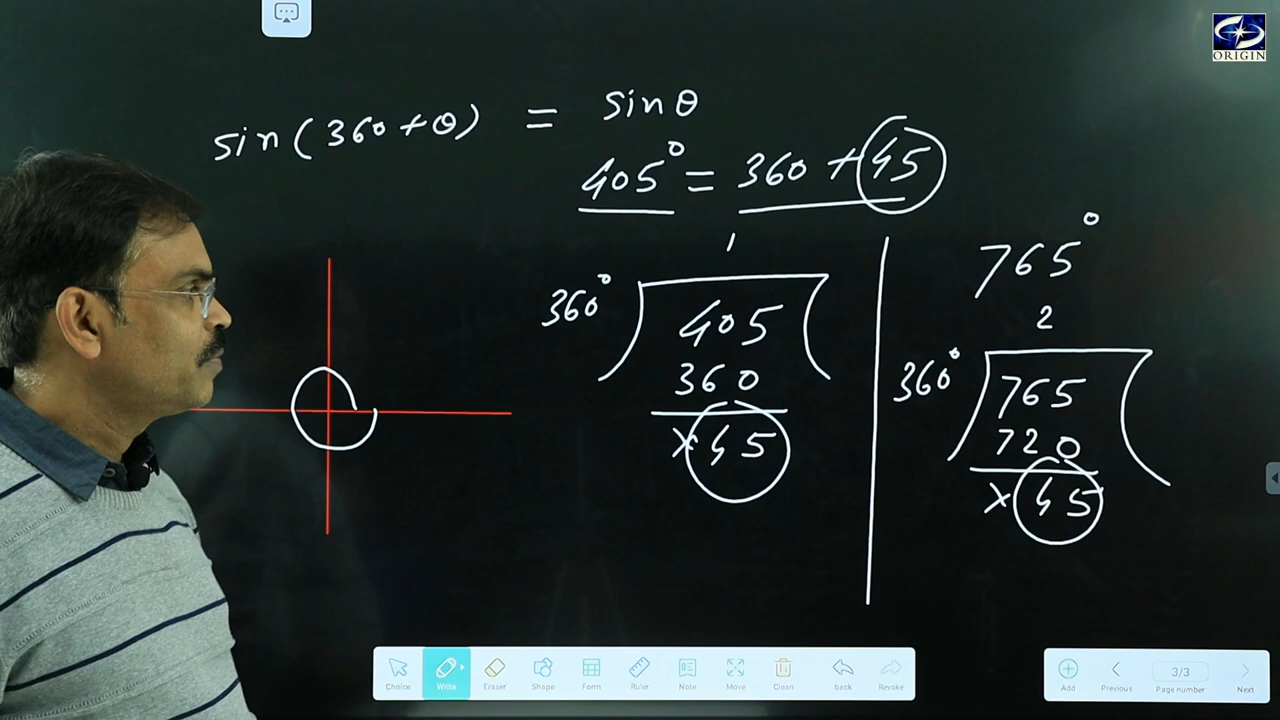 ORIGIN
sin(360+θ) = sinθ
405° = 360 + 45
1
360° ) 405 (
360
×45
765°
2
360° ) 765 (
720
×45
Choice Write Eraser Shape Form Ruler Note Move Clean back Revoke
Add Previous 3/3 Page number Next